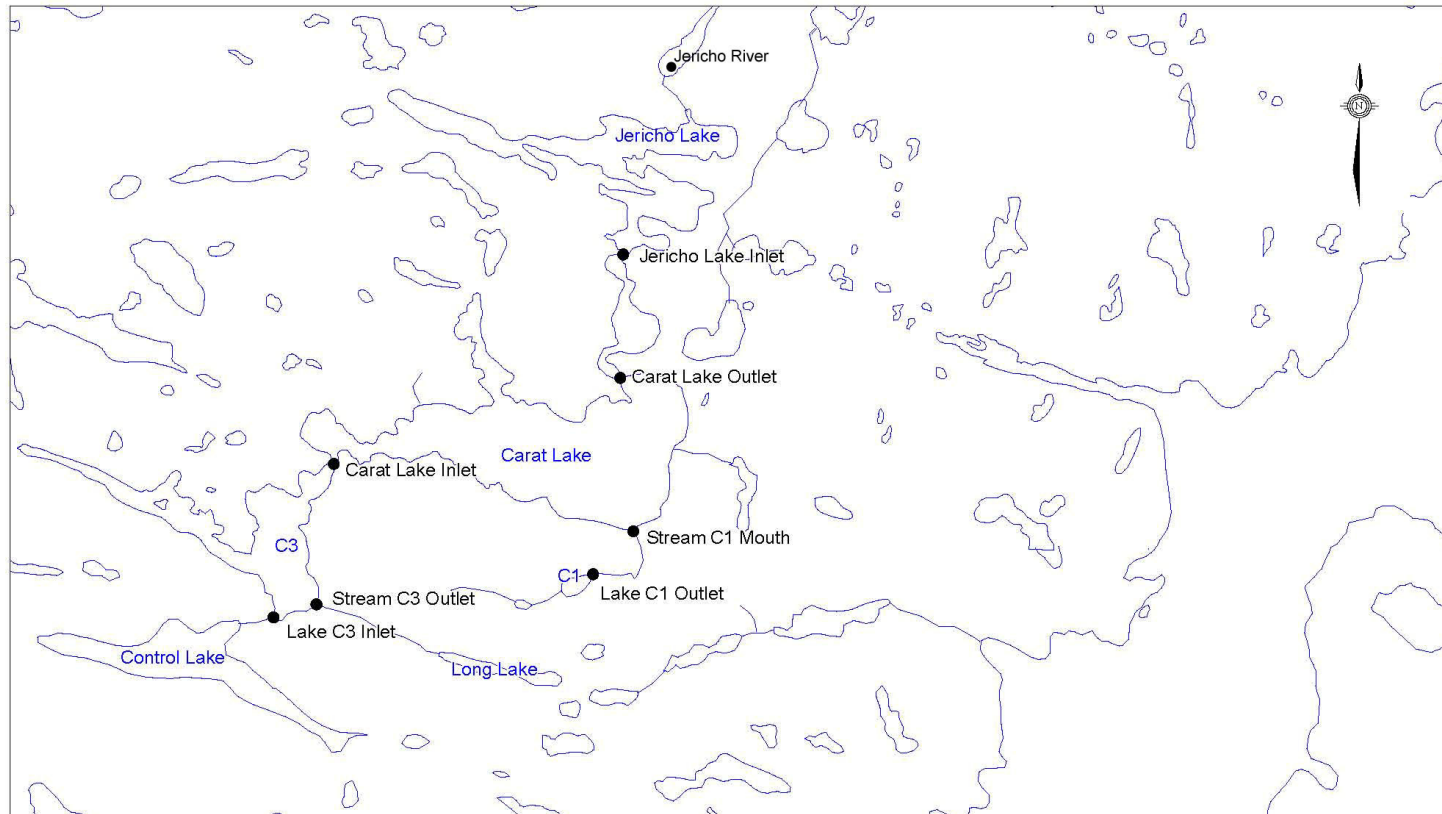 Jericho River
N
Jericho Lake
Jericho Lake Inlet
Carat Lake Outlet
Carat Lake
Carat Lake Inlet
Stream C1 Mouth
C3
C1
Lake C1 Outlet
Stream C3 Outlet
Lake C3 Inlet
Control Lake
Long Lake